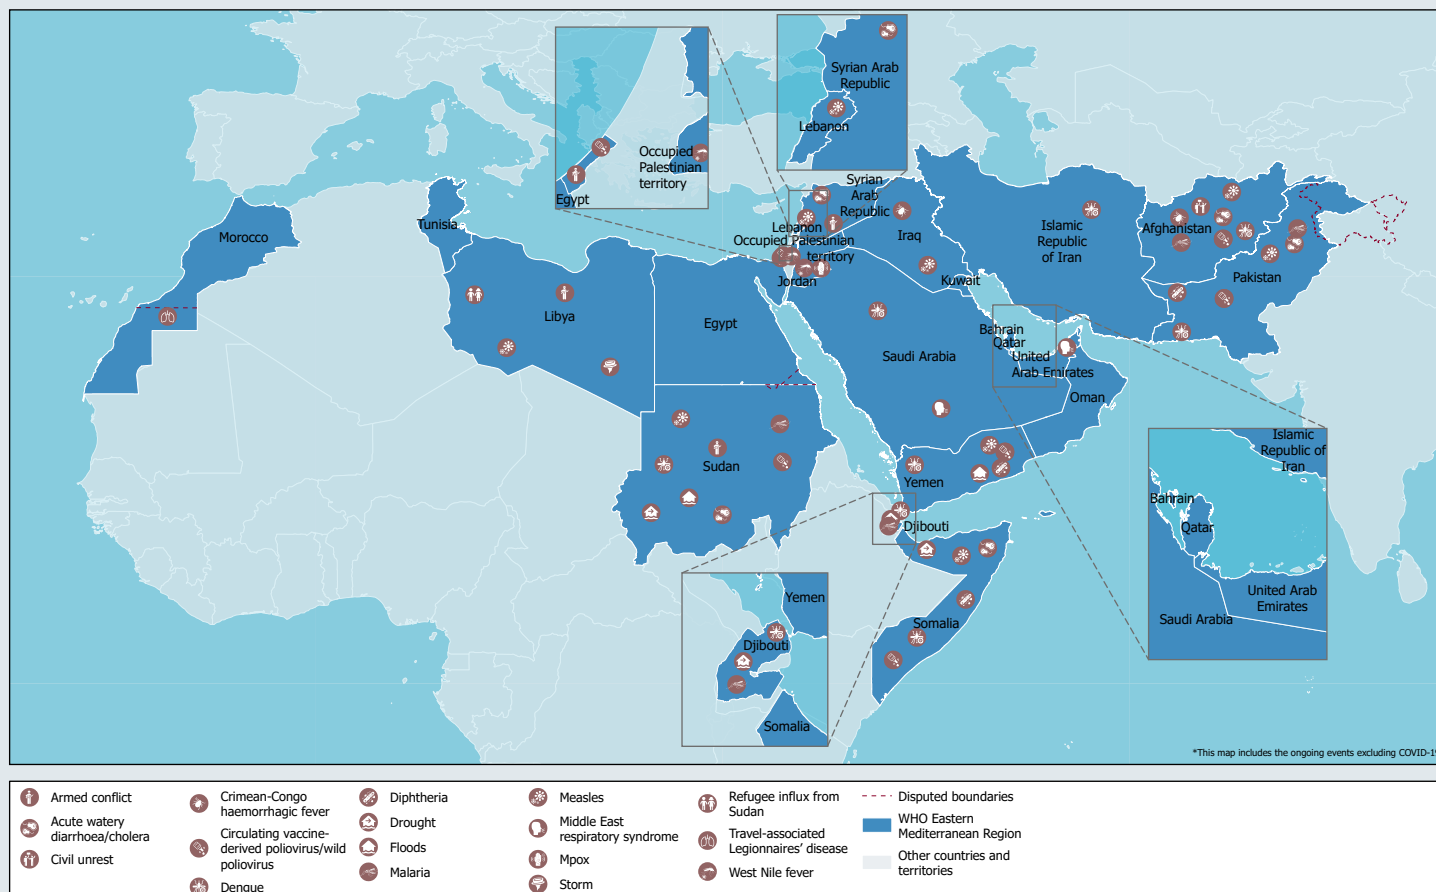 Egypt
Occupied
Palestinian
territory
Syrian Arab
Republic
Lebanon
Morocco
Tunisia
Libya
Egypt
Syrian
Arab
Republic
Lebanon
Occupied Palestinian
territory
Jordan
Iraq
Kuwait
Islamic
Republic
of Iran
Afghanistan
Pakistan
Saudi Arabia
Bahrain
Qatar
United
Arab Emirates
Oman
Sudan
Yemen
Djibouti
Somalia
Yemen
Djibouti
Somalia
Islamic
Republic of
Iran
Bahrain
Qatar
United Arab
Emirates
Saudi Arabia
*This map includes the ongoing events excluding COVID-19
Armed conflict
Acute watery
diarrhoea/cholera
Civil unrest
Crimean-Congo
haemorrhagic fever
Circulating vaccine-
derived poliovirus/wild
poliovirus
Dengue
Diphtheria
Drought
Floods
Malaria
Measles
Middle East
respiratory syndrome
Mpox
Storm
Refugee influx from
Sudan
Travel-associated
Legionnaires’ disease
West Nile fever
Disputed boundaries
WHO Eastern
Mediterranean Region
Other countries and
territories